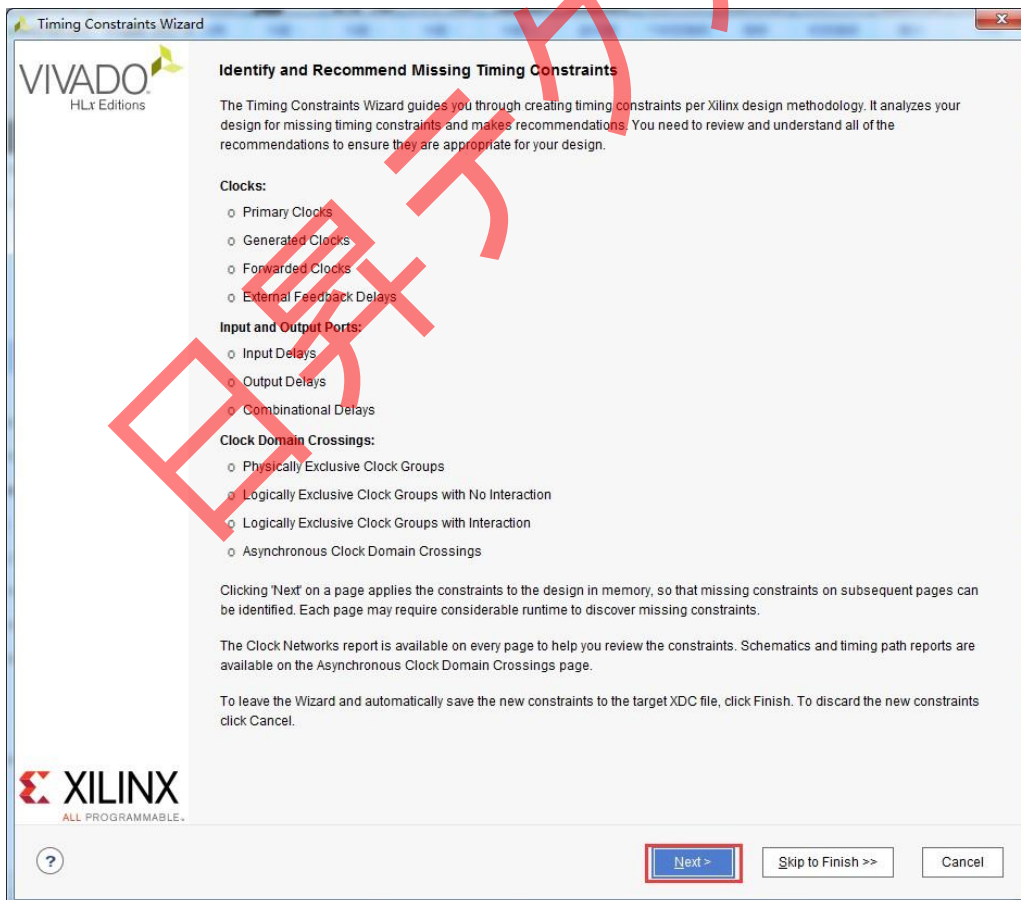 Timing Constraints Wizard
VIVADO.
HLx Editions
Identify and Recommend Missing Timing Constraints
The Timing Constraints Wizard guides you through creating timing constraints per Xilinx design methodology. It analyzes your
design for missing timing constraints and makes recommendations. You need to review and understand all of the
recommendations to ensure they are appropriate for your design.
Clocks:
o Primary Clocks
o Generated Clocks
o Forwarded Clocks
o External Feedback Delays
Input and Output Ports:
o Input Delays
o Output Delays
o Combinational Delays
Clock Domain Crossings:
o Physically Exclusive Clock Groups
o Logically Exclusive Clock Groups with No Interaction
o Logically Exclusive Clock Groups with Interaction
o Asynchronous Clock Domain Crossings
Clicking 'Next' on a page applies the constraints to the design in memory, so that missing constraints on subsequent pages can
be identified. Each page may require considerable runtime to discover missing constraints.
The Clock Networks report is available on every page to help you review the constraints. Schematics and timing path reports are
available on the Asynchronous Clock Domain Crossings page.
To leave the Wizard and automatically save the new constraints to the target XDC file, click Finish. To discard the new constraints
click Cancel.
XILINX
ALL PROGRAMMABLE.
?
Next >
Skip to Finish >>
Cancel
日昇テク